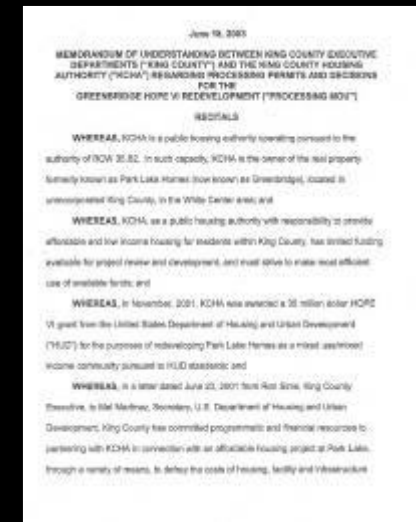 June 19, 2003
MEMORANDUM OF UNDERSTANDING BETWEEN KING COUNTY EXECUTIVE
DEPARTMENTS ("KING COUNTY") AND THE KING COUNTY HOUSING
AUTHORITY ("KCHA") REGARDING PROCESSING PERMITS AND DECISIONS
FOR THE
GREENBRIDGE HOPE VI REDEVELOPMENT ("PROCESSING MOU")
RECITALS
WHEREAS, KCHA is a public housing authority operating pursuant to the
authority of RCW 35.82. In such capacity, KCHA is the owner of the real property
formerly known as Park Lake Homes (now known as Greenbridge), located in
unincorporated King County, in the White Center area; and
WHEREAS, KCHA, as a public housing authority with responsibility to provide
affordable and low income housing for residents within King County, has limited funding
available for project review and development, and must strive to make most efficient
use of available funds; and
WHEREAS, in November, 2001, KCHA was awarded a 35 million dollar HOPE
VI grant from the United States Department of Housing and Urban Development
("HUD") for the purposes of redeveloping Park Lake Homes as a mixed use/mixed
income community pursuant to HUD standards; and
WHEREAS, in a letter dated June 20, 2001 from Ron Sims, King County
Executive, to Mel Martinez, Secretary, U.S. Department of Housing and Urban
Development, King County has committed programmatic and financial resources to
partnering with KCHA in connection with an affordable housing project at Park Lake,
through a variety of means, to defray the costs of housing, facility and infrastructure